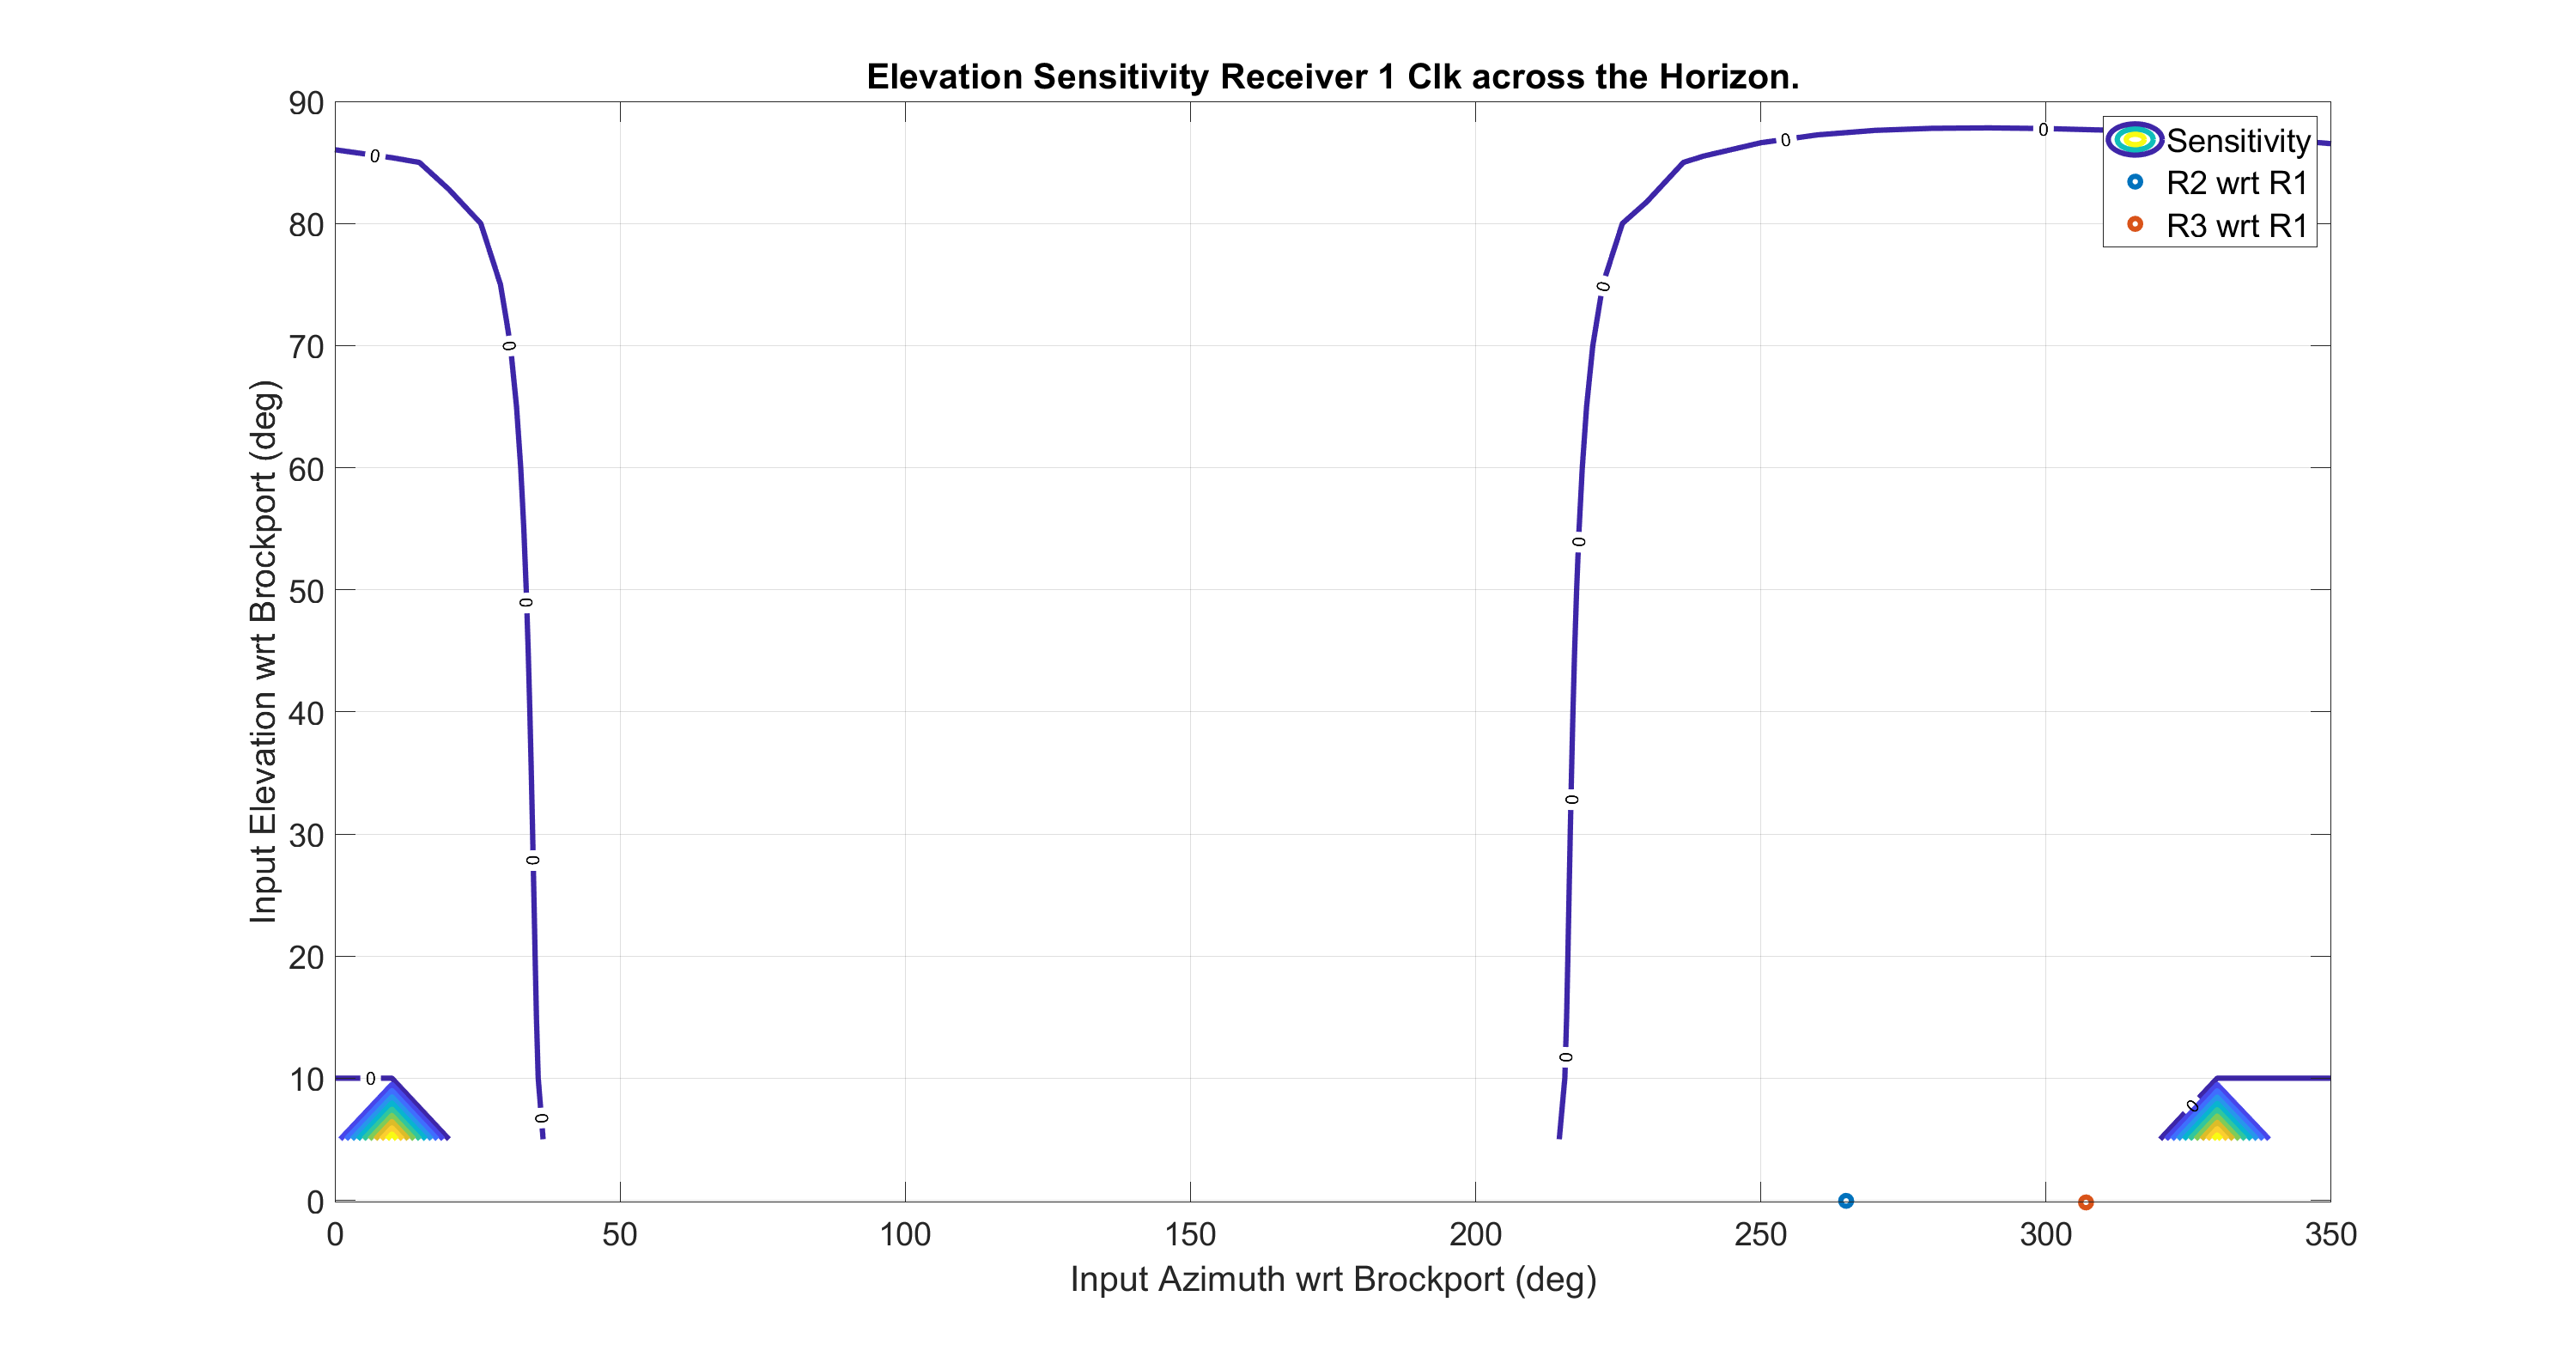 Elevation Sensitivity Receiver 1 Clk across the Horizon.
Sensitivity
R2 wrt R1
R3 wrt R1
Input Elevation wrt Brockport (deg)
90
80
70
60
50
40
30
20
10
0
0 0 0 0 0 0 0 0 0 0 0 0 0 0
0 50 100 150 200 250 300 350
Input Azimuth wrt Brockport (deg)